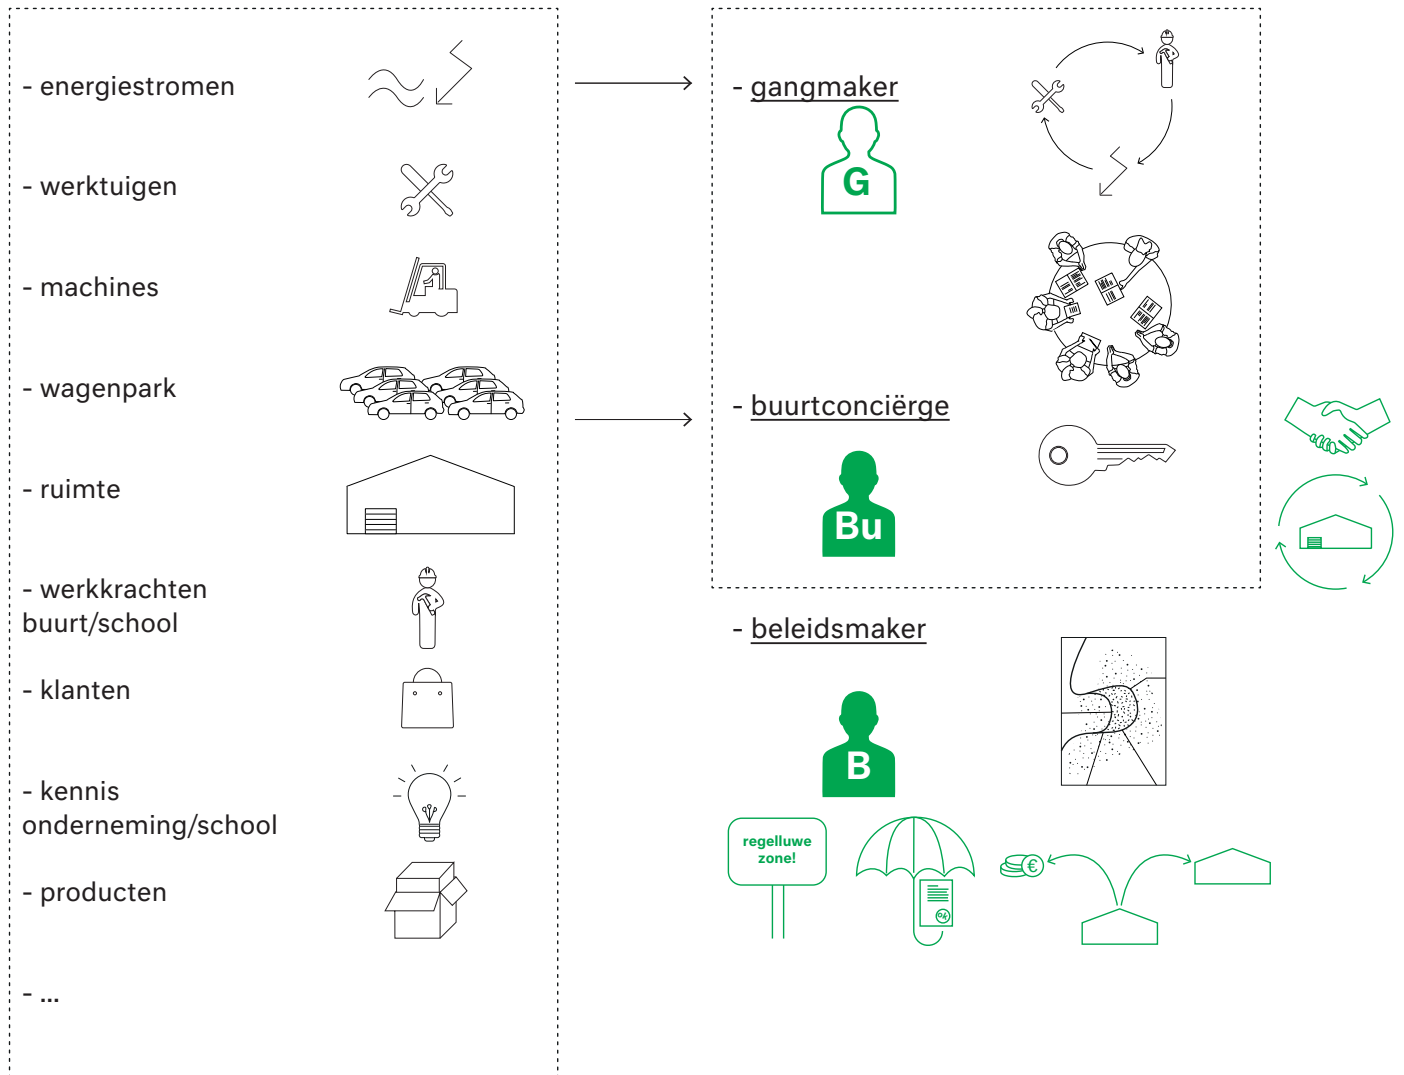 - energiestromen
- werktuigen
- machines
- wagenpark
- ruimte
- werkkrachten
buurt/school
- klanten
- kennis
onderneming/school
- producten
- ...
- gangmaker
G
- buurtconciërge
Bu
- beleidsmaker
B
regelluwe
zone!
ok
€